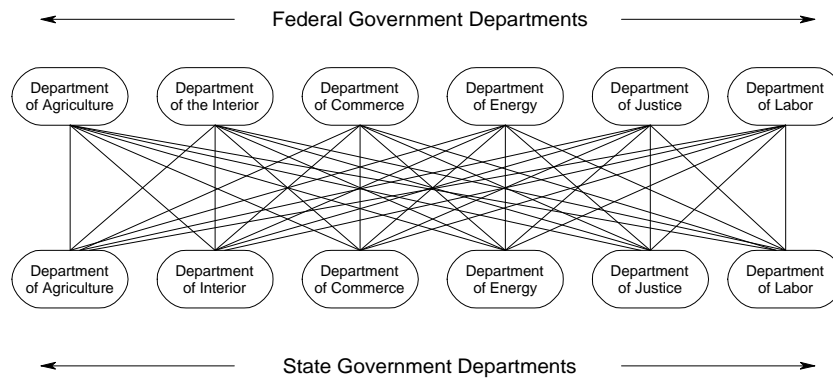 Federal Government Departments
Department
of Agriculture
Department
of the Interior
Department
of Commerce
Department
of Energy
Department
of Justice
Department
of Labor
Department
of Agriculture
Department
of Interior
Department
of Commerce
Department
of Energy
Department
of Justice
Department
of Labor
State Government Departments